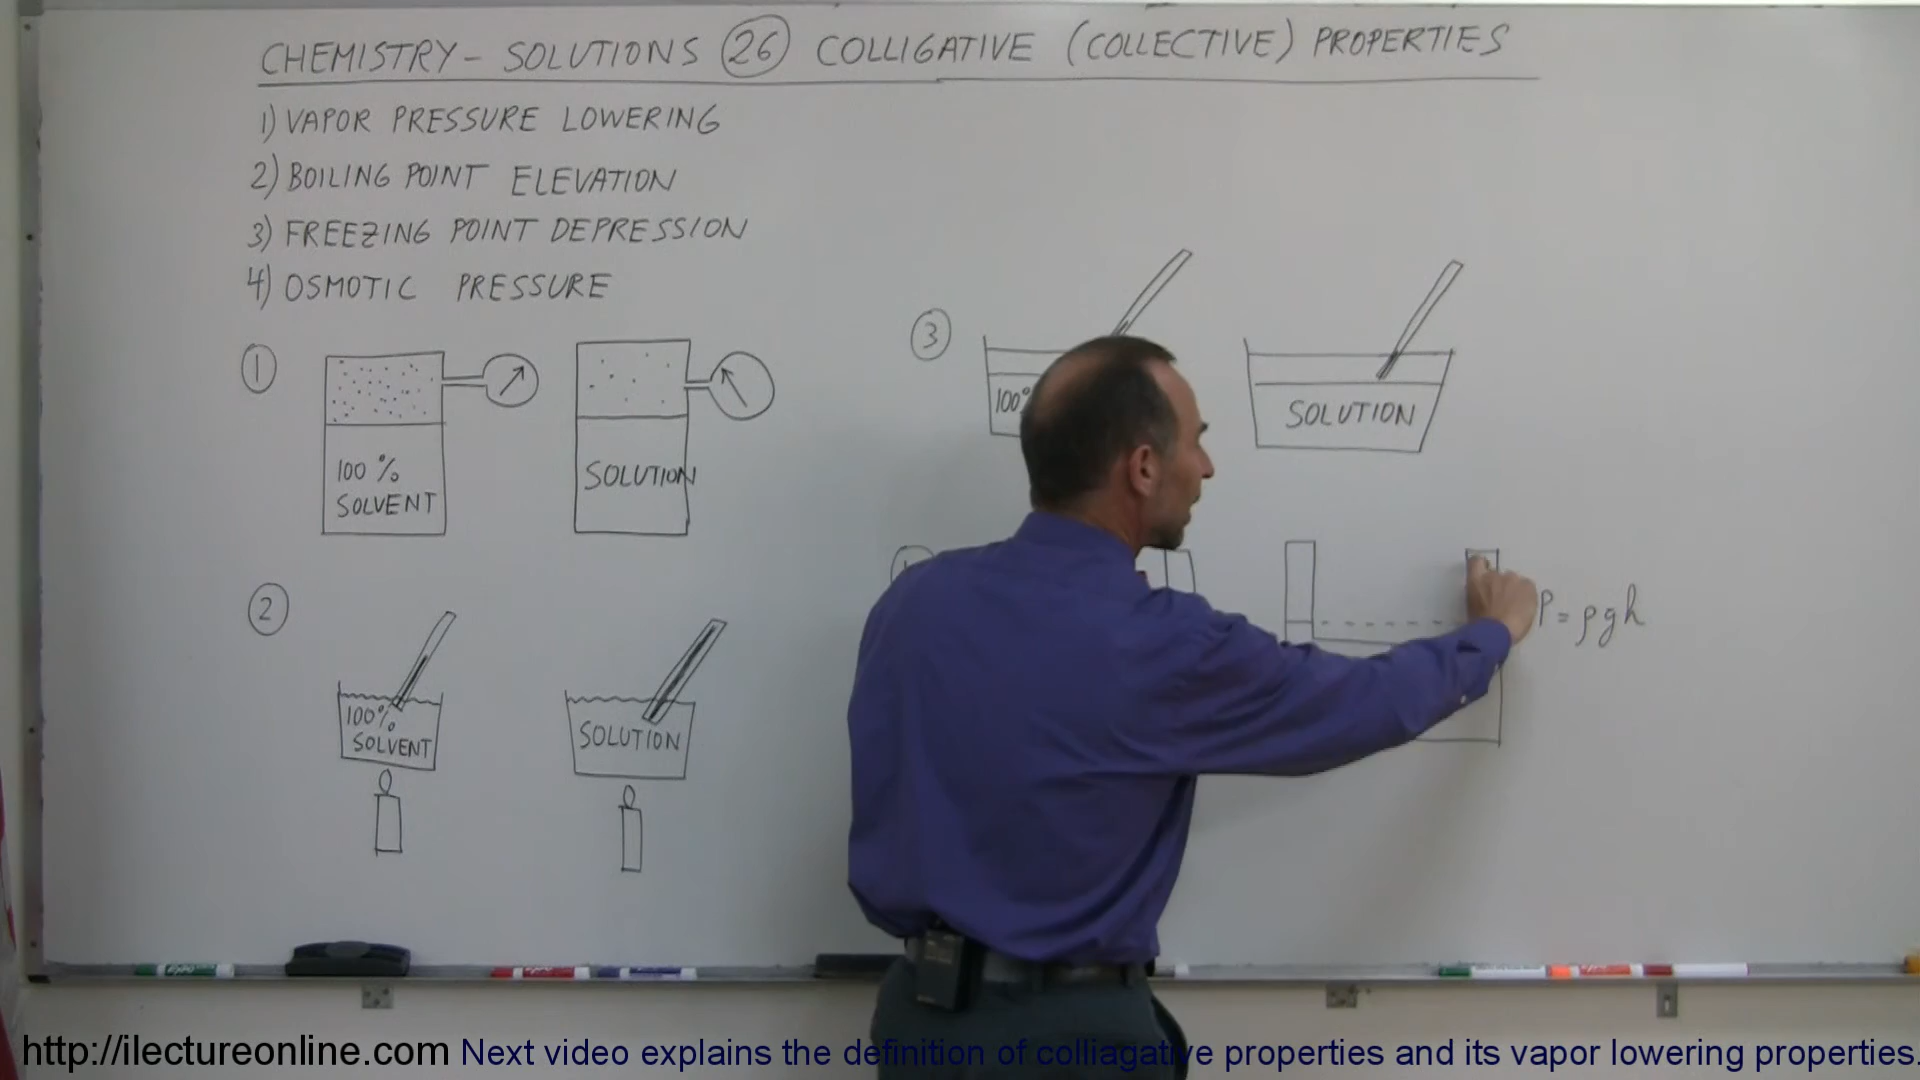 CHEMISTRY - SOLUTIONS 26 COLLIGATIVE (COLLECTIVE) PROPERTIES
1) VAPOR PRESSURE LOWERING
2) BOILING POINT ELEVATION
3) FREEZING POINT DEPRESSION
4) OSMOTIC PRESSURE
1
100 %
SOLVENT
SOLUTION
2
100%
SOLVENT
SOLUTION
3
100%
SOLUTION
P = ρgh
http://ilectureonline.com Next video explains the definition of colliagative properties and its vapor lowering properties.